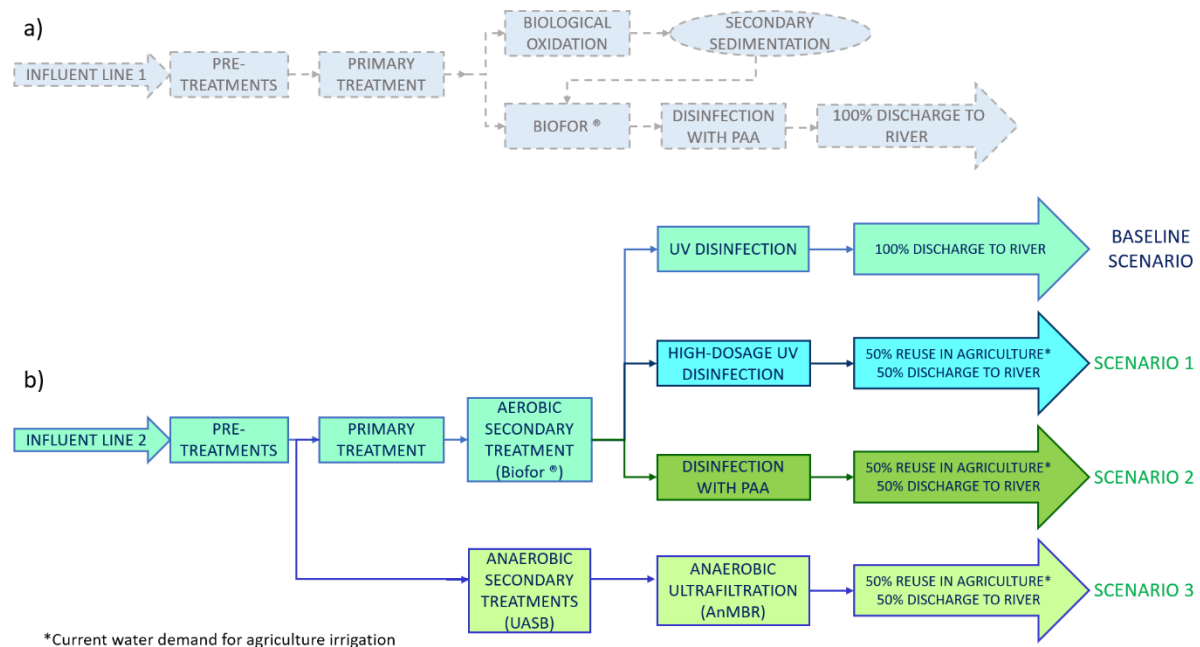 a)
INFLUENT LINE 1
PRE-
TREATMENTS
PRIMARY
TREATMENT
BIOLOGICAL
OXIDATION
SECONDARY
SEDIMENTATION
BIOFOR ®
DISINFECTION
WITH PAA
100% DISCHARGE TO
RIVER
b)
INFLUENT LINE 2
PRE-
TREATMENTS
PRIMARY
TREATMENT
AEROBIC
SECONDARY
TREATMENT
(Biofor ®)
UV DISINFECTION
100% DISCHARGE TO RIVER
BASELINE
SCENARIO
HIGH-DOSAGE UV
DISINFECTION
50% REUSE IN AGRICULTURE*
50% DISCHARGE TO RIVER
SCENARIO 1
DISINFECTION
WITH PAA
50% REUSE IN AGRICULTURE*
50% DISCHARGE TO RIVER
SCENARIO 2
ANAEROBIC
SECONDARY
TREATMENTS
(UASB)
ANAEROBIC
ULTRAFILTRATION
(AnMBR)
50% REUSE IN AGRICULTURE*
50% DISCHARGE TO RIVER
SCENARIO 3
*Current water demand for agriculture irrigation